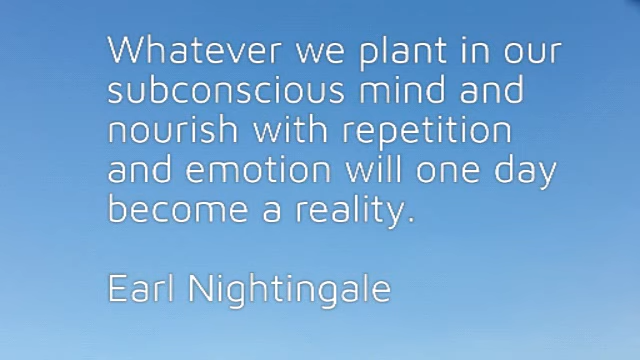 Whatever we plant in our
subconscious mind and
nourish with repetition
and emotion will one day
become a reality.
Earl Nightingale